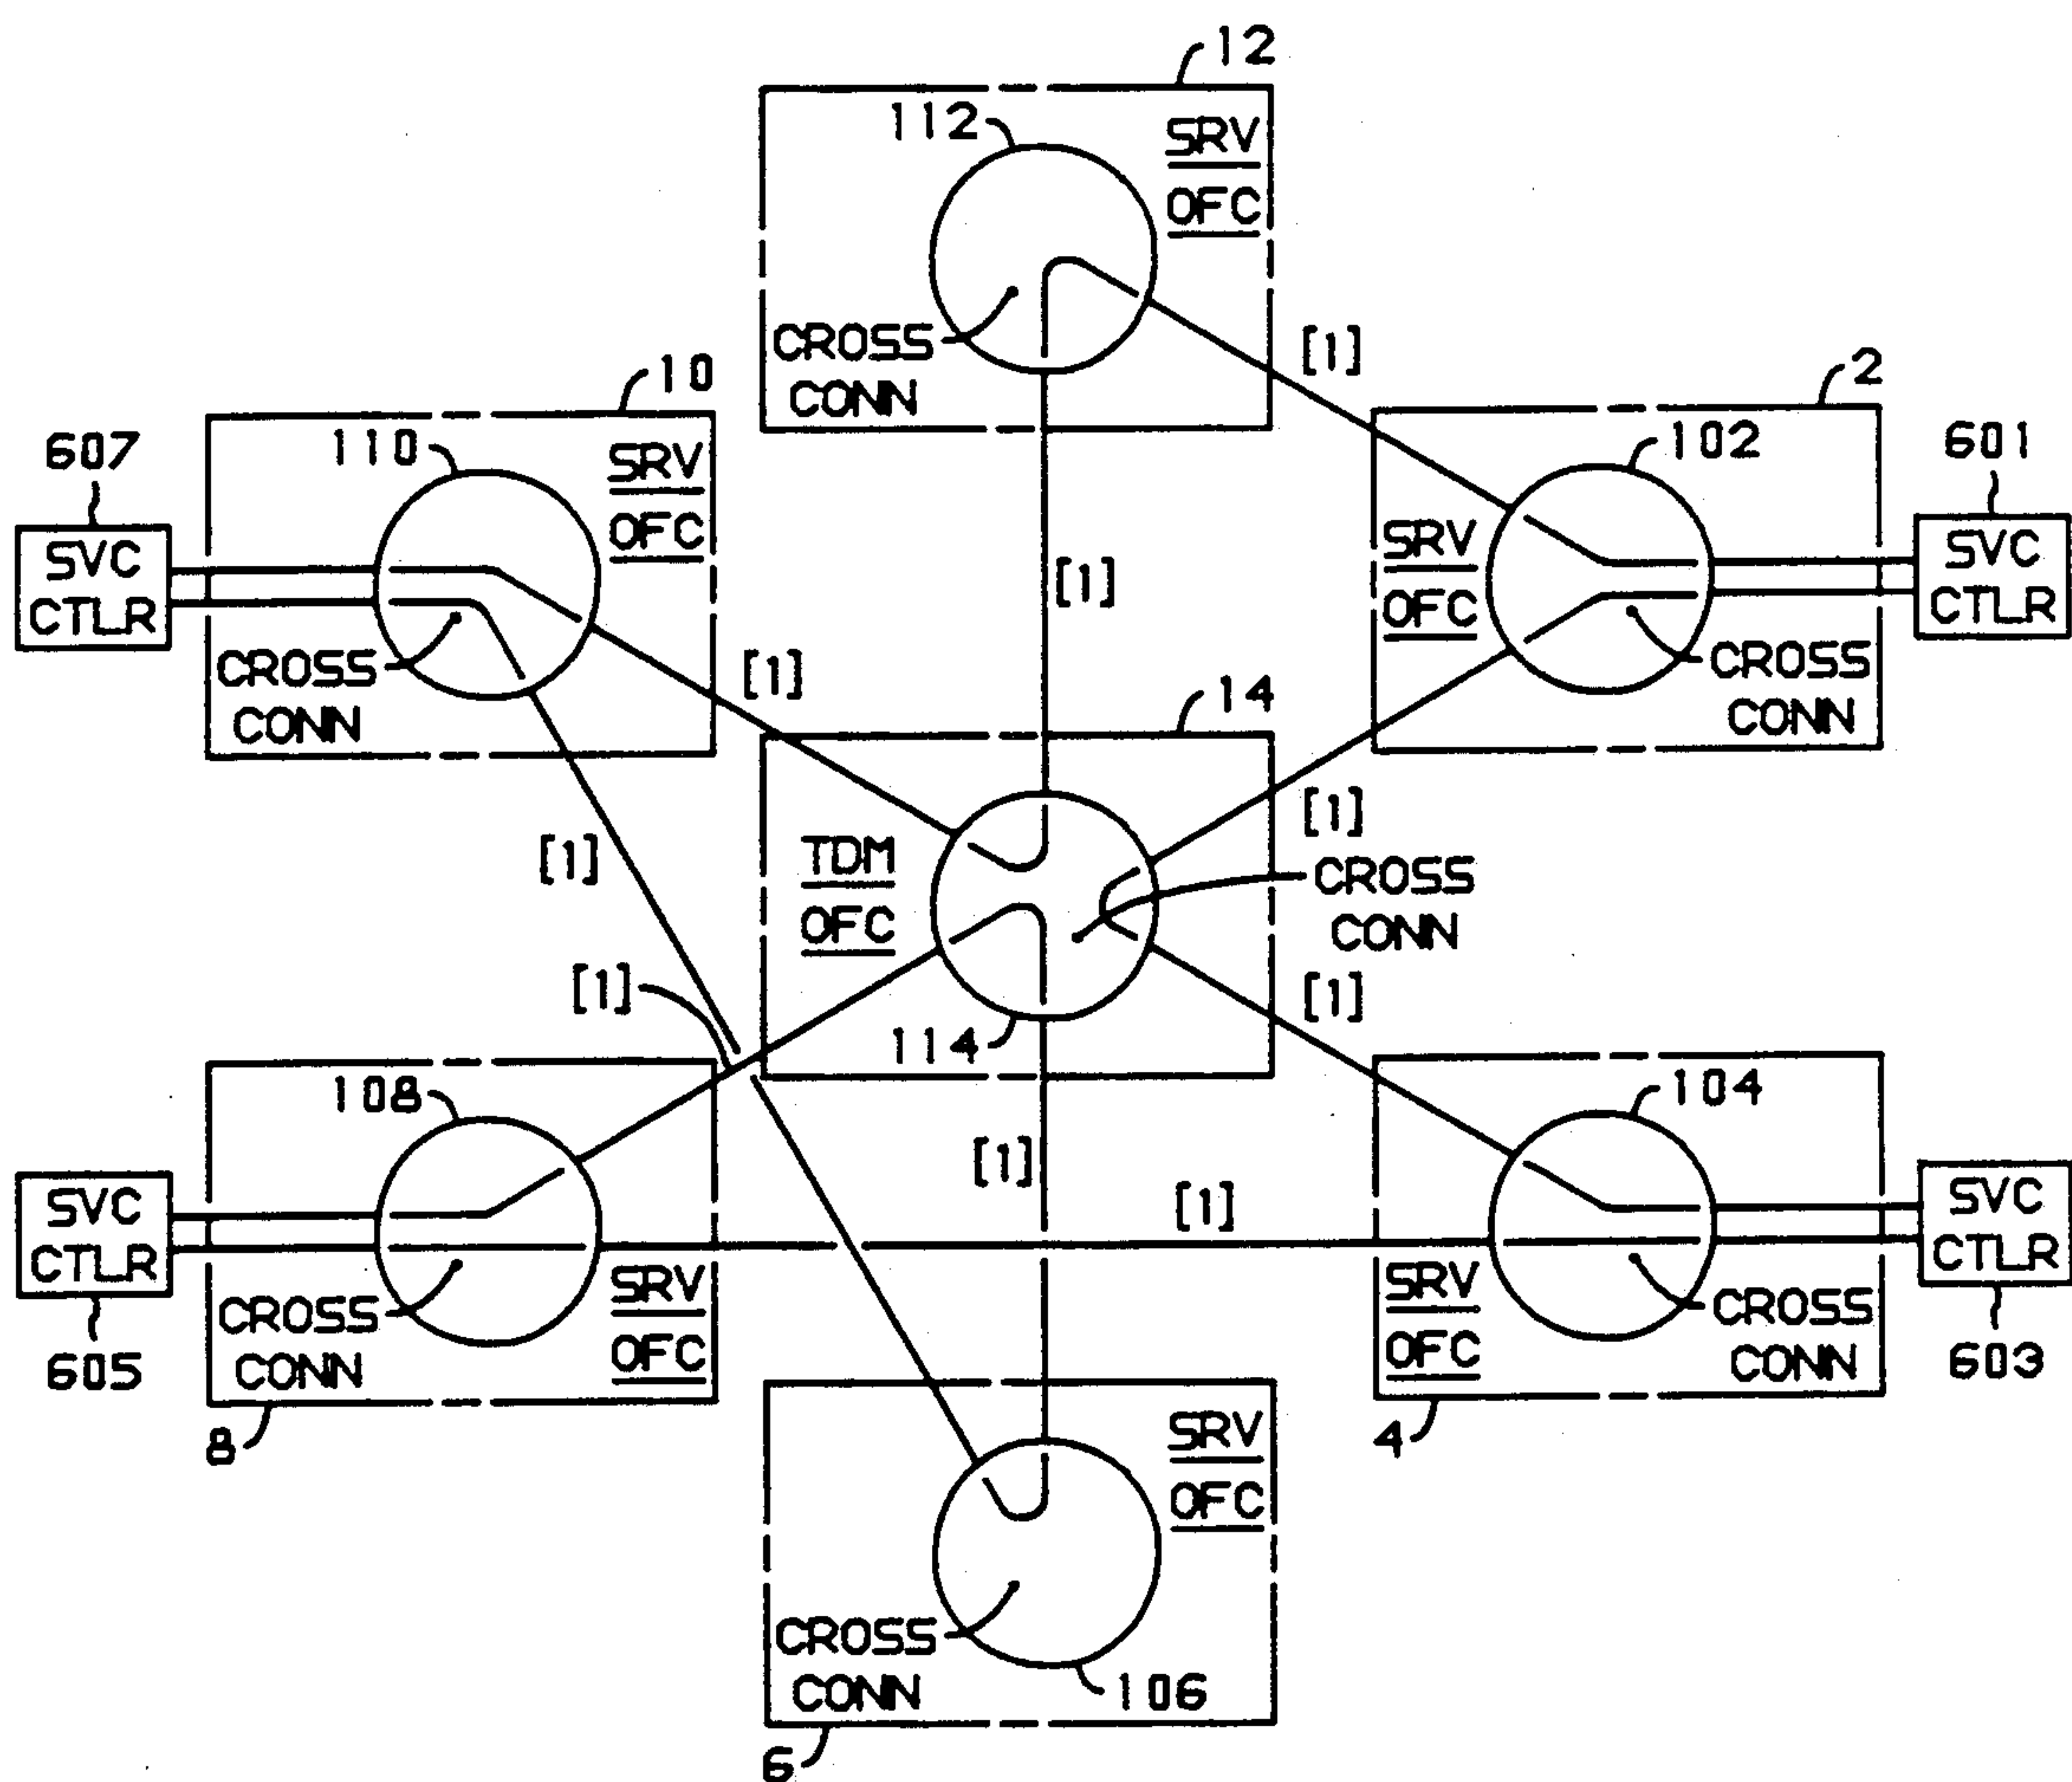 12
112
SRV
OFC
CROSS
CONN
[1]
10
110
SRV
OFC
607
SVC
CTLR
CROSS
CONN
[1]
[1]
2
102
601
SRV
OFC
SVC
CTLR
CROSS
CONN
14
[1]
TDM
OFC
[1]
CROSS
CONN
[1]
[1]
114
108
[1]
[1]
104
SVC
CTLR
605
CROSS
CONN
SRV
OFC
8
SRV
OFC
SVC
CTLR
603
CROSS
CONN
4
SRV
OFC
CROSS
CONN
106
6